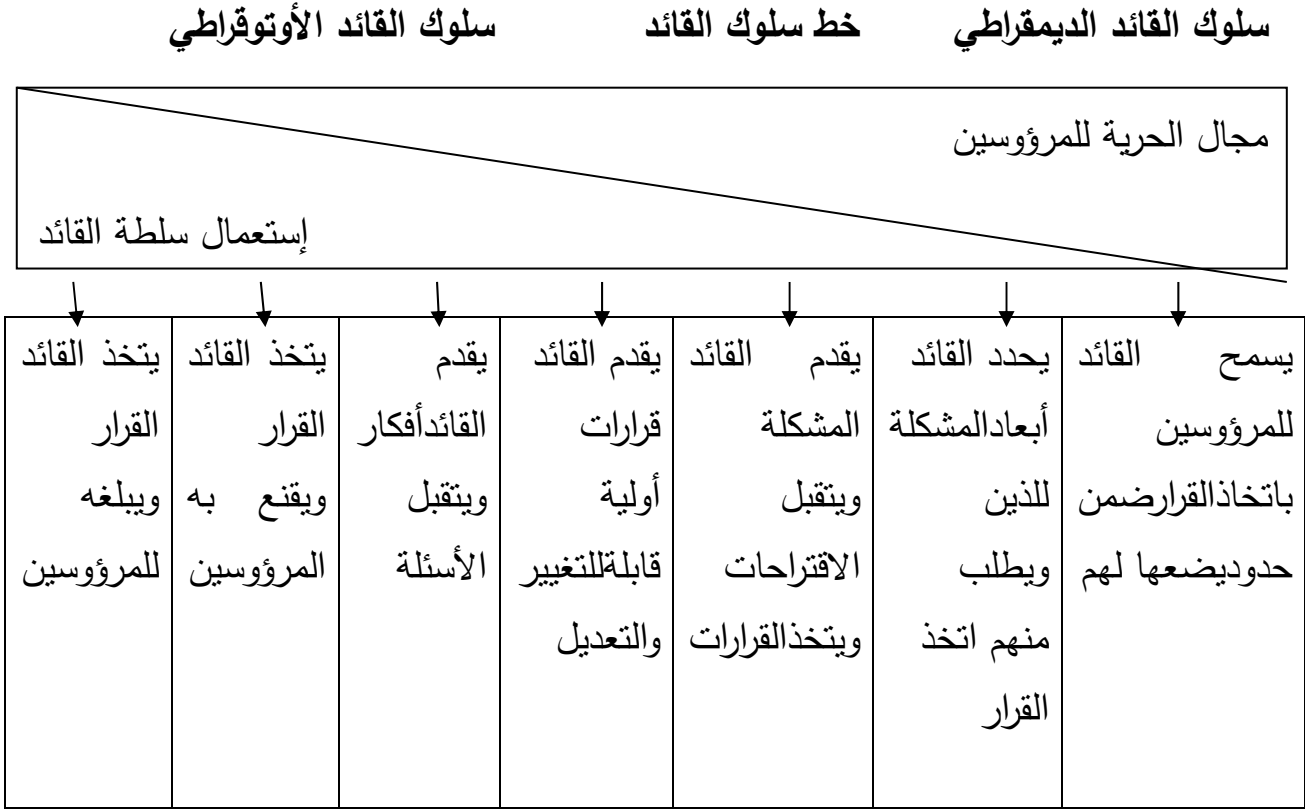 سلوك القائد الديمقراطي خط سلوك القائد سلوك القائد الأوتوقراطي
مجال الحرية للمرؤوسين
إستعمال سلطة القائد
يسمح القائد
للمرؤوسين
باتخاذالقرارضمن
حدوديضعها لهم
يحدد القائد
أبعادالمشكلة
للذين
ويطلب
منهم اتخذ
القرار
يقدم القائد
المشكلة
ويتقبل
الاقتراحات
ويتخذالقرارات
يقدم القائد
قرارات
أولية
قابلةللتغيير
والتعديل
يقدم
القائدأفكار
ويتقبل
الأسئلة
يتخذ القائد
القرار
ويقنع به
المرؤوسين
يتخذ القائد
القرار
ويبلغه
للمرؤوسين